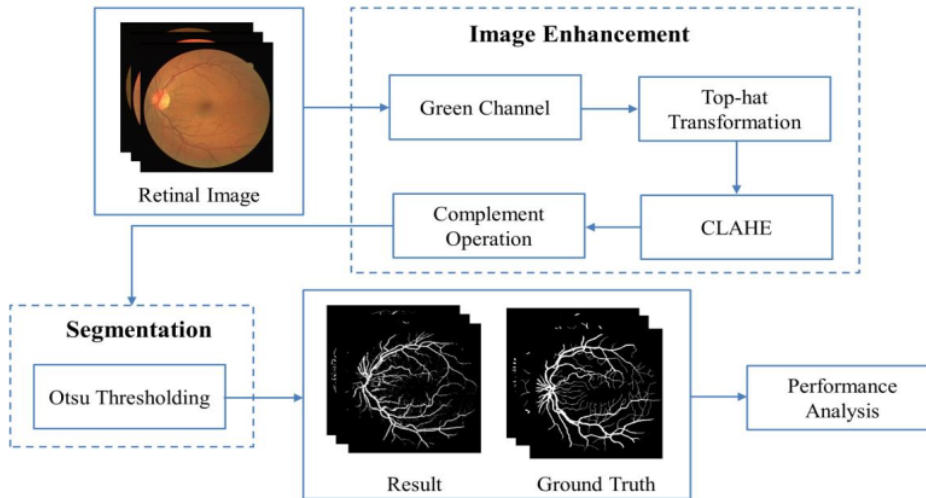 Image Enhancement
Retinal Image
Green Channel
Top-hat
Transformation
CLAHE
Complement
Operation
Segmentation
Otsu Thresholding
Result
Ground Truth
Performance
Analysis